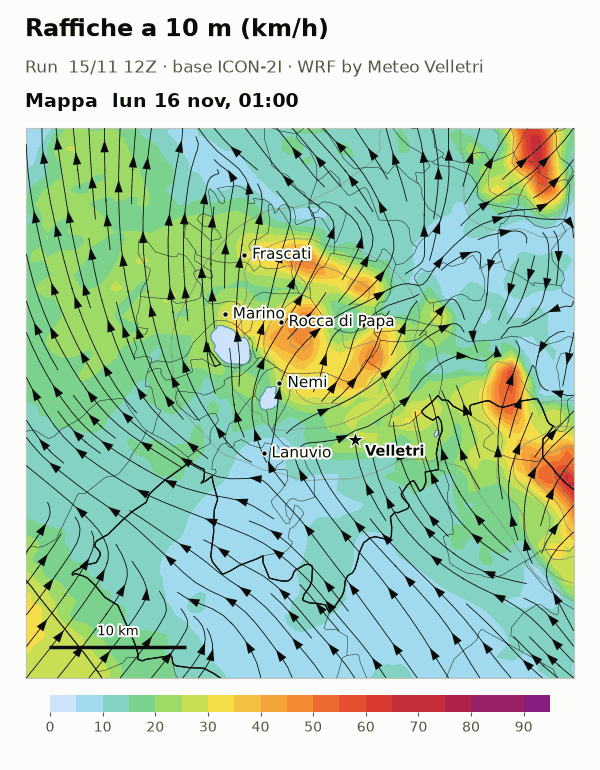 Raffiche a 10 m (km/h)
Run 15/11 12Z · base ICON-2I · WRF by Meteo Velletri
Mappa lun 16 nov, 01:00
Frascati
Marino
Rocca di Papa
Nemi
Velletri
Lanuvio
10 km
0 10 20 30 40 50 60 70 80 90